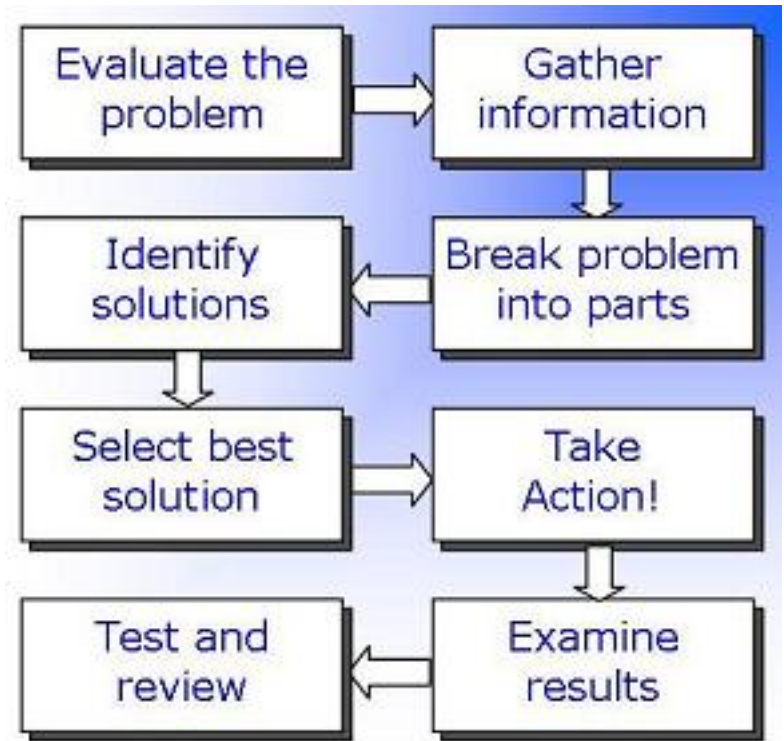 Evaluate the
problem
Gather
information
Break problem
into parts
Identify
solutions
Select best
solution
Take
Action!
Examine
results
Test and
review